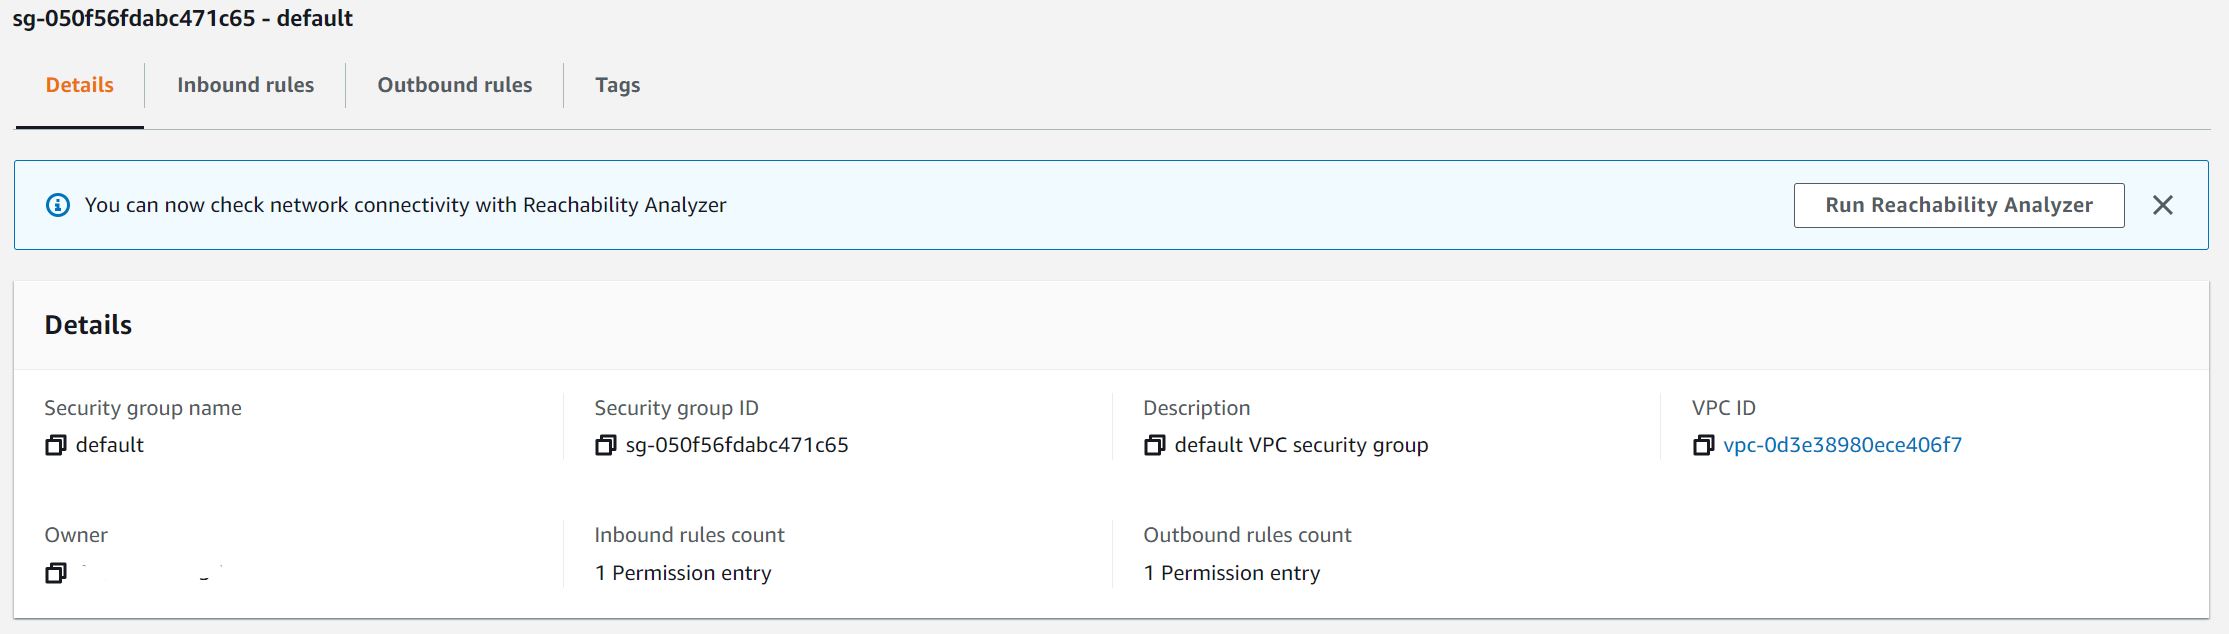 sg-050f56fdabc471c65 - default
Details Inbound rules Outbound rules Tags
You can now check network connectivity with Reachability Analyzer Run Reachability Analyzer
Details
Security group name Security group ID Description VPC ID
default sg-050f56fdabc471c65 default VPC security group vpc-0d3e38980ece406f7
Owner Inbound rules count Outbound rules count
1 Permission entry 1 Permission entry